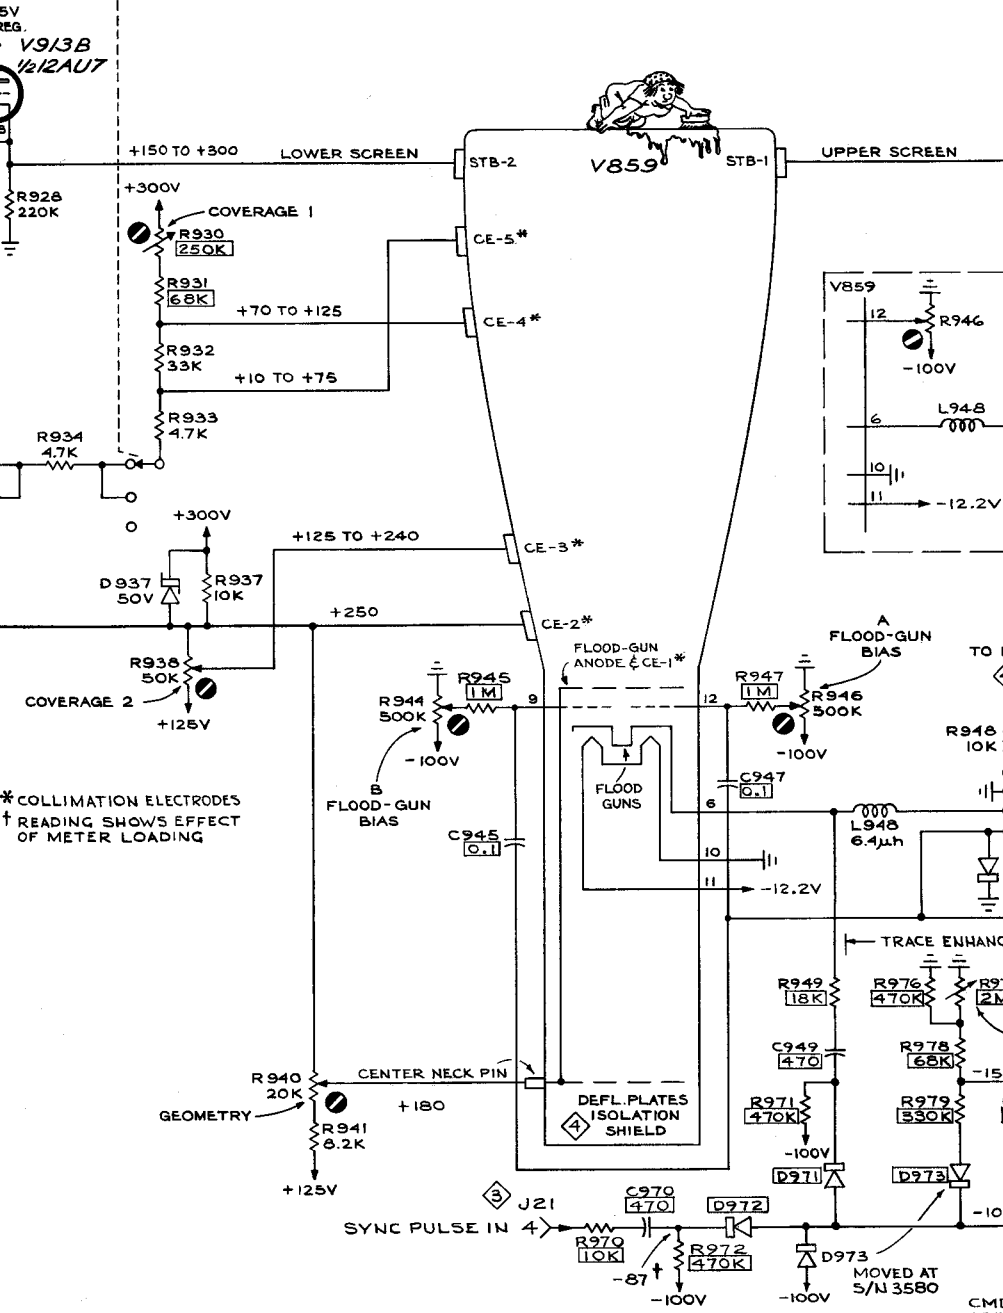 5V
REG.
V913B
½12AU7
8
+150 TO +300
LOWER SCREEN
STB-2
V859
STB-1
UPPER SCREEN
R928
220K
+300V
COVERAGE 1
R930
250K
CE-5*
R931
68K
+70 TO +125
CE-4*
R932
33K
+10 TO +75
R933
4.7K
R934
4.7K
V859
12
R946
-100V
6
L948
10
11
-12.2V
+300V
+125 TO +240
CE-3*
D937
50V
R937
10K
+250
CE-2*
R938
50K
COVERAGE 2
+125V
FLOOD-GUN
ANODE & CE-1*
A
FLOOD-GUN
BIAS
R945
1M
9
12
R947
1M
R944
500K
R946
500K
-100V
-100V
B
FLOOD-GUN
BIAS
FLOOD
GUNS
C947
0.1
6
TO
R948
10K
L948
6.4µh
* COLLIMATION ELECTRODES
† READING SHOWS EFFECT
OF METER LOADING
C945
0.1
10
11
-12.2V
TRACE ENHANC
R949
18K
R976
470K
R97
2M
C949
470
R978
68K
-15
R940
20K
CENTER NECK PIN
+180
GEOMETRY
R941
8.2K
+125V
DEFL. PLATES
ISOLATION
SHIELD
4
R971
470K
-100V
R979
330K
D971
D973
3
J21
SYNC PULSE IN 4
C970
470
D972
-10
R970
10K
-87 †
R972
470K
-100V
D973
-100V
MOVED AT
S/N 3580
CMD